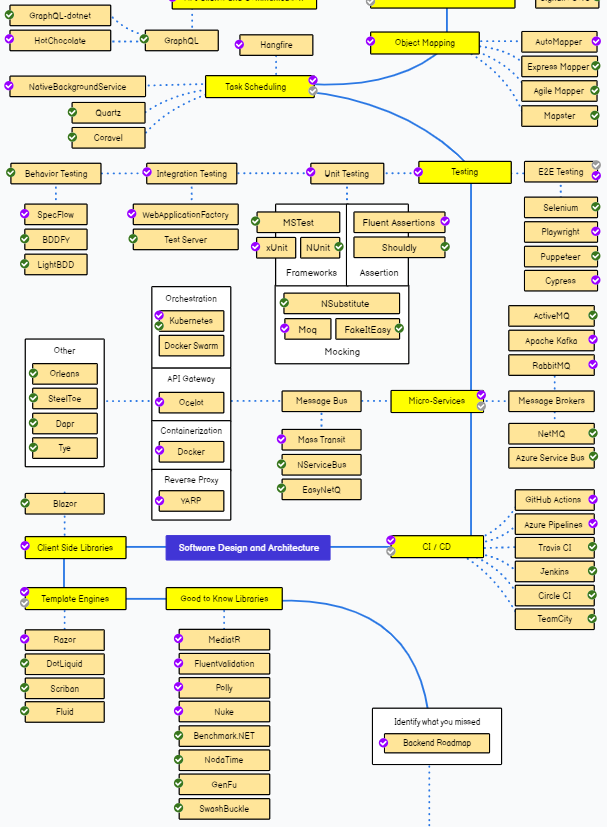 GraphQL-dotnet
HotChocolate
GraphQL
Hangfire
Object Mapping
AutoMapper
Express Mapper
Agile Mapper
Mapster
NativeBackgroundService
Task Scheduling
Quartz
Coravel
Behavior Testing
Integration Testing
Unit Testing
Testing
E2E Testing
SpecFlow
BDDFy
LightBDD
WebApplicationFactory
Test Server
MSTest
xUnit
NUnit
Frameworks
Fluent Assertions
Shouldly
Assertion
NSubstitute
Moq
FakeItEasy
Mocking
Selenium
Playwright
Puppeteer
Cypress
Orchestration
Kubernetes
Docker Swarm
API Gateway
Ocelot
Containerization
Docker
Reverse Proxy
YARP
Other
Orleans
SteelToe
Dapr
Tye
Message Bus
Mass Transit
NServiceBus
EasyNetQ
Micro-Services
ActiveMQ
Apache Kafka
RabbitMQ
Message Brokers
NetMQ
Azure Service Bus
Blazor
Client Side Libraries
Software Design and Architecture
CI / CD
GitHub Actions
Azure Pipelines
Travis CI
Jenkins
Circle CI
TeamCity
Template Engines
Good to Know Libraries
Razor
DotLiquid
Scriban
Fluid
MediatR
FluentValidation
Polly
Nuke
Benchmark.NET
NodaTime
GenFu
SwashBuckle
Identify what you missed
Backend Roadmap